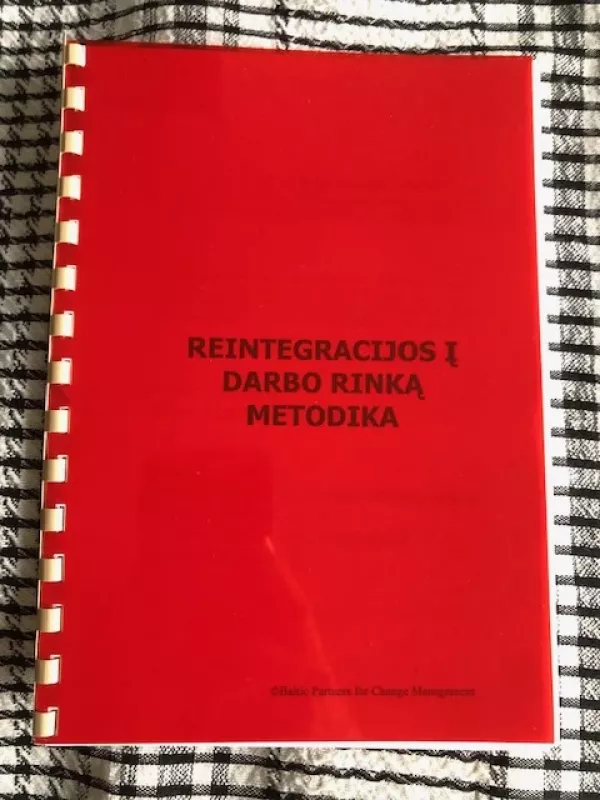 REINTEGRACIJOS Į
DARBO RINKĄ
METODIKA
©Baltic Partners for Change Management